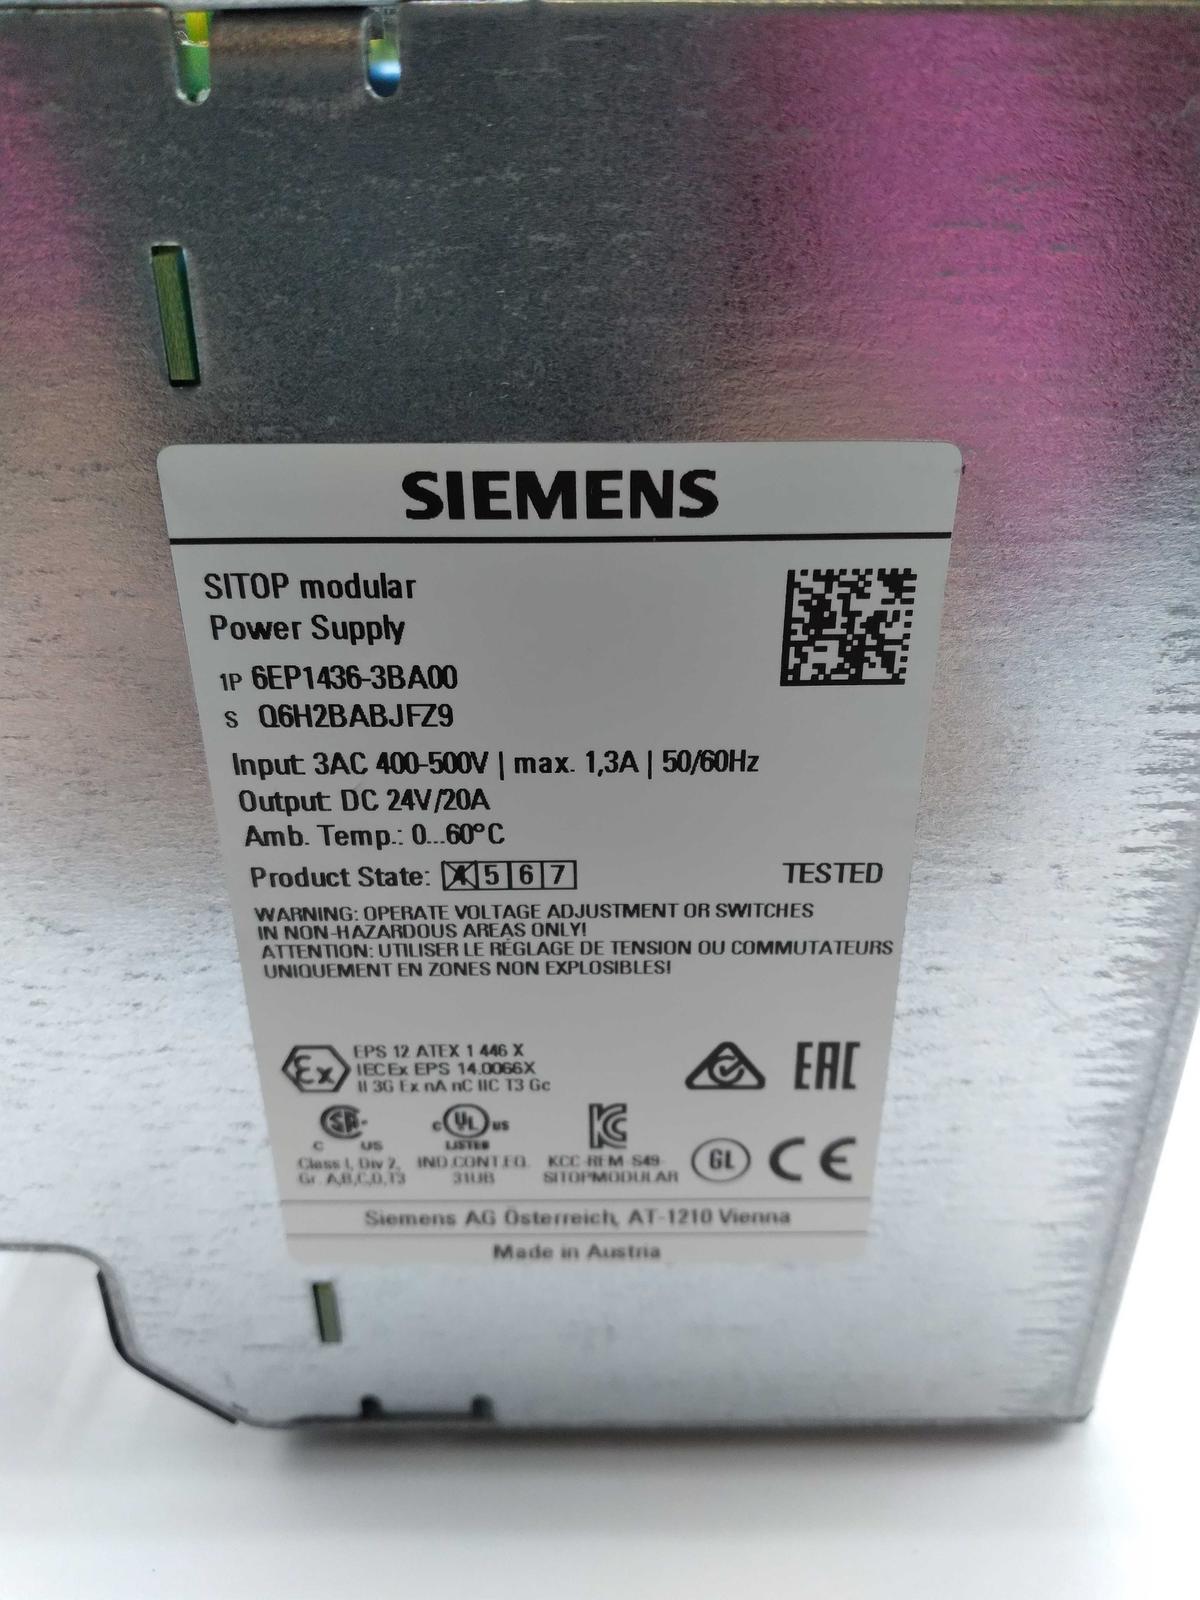 SIEMENS
SITOP modular
Power Supply
1P 6EP1436-3BA00
S Q6H2BABJFZ9
Input: 3AC 400-500V | max. 1,3A | 50/60Hz
Output: DC 24V/20A
Amb. Temp.: 0...60°C
Product State: 4 5 6 7
TESTED
WARNING: OPERATE VOLTAGE ADJUSTMENT OR SWITCHES
IN NON-HAZARDOUS AREAS ONLY!
ATTENTION: UTILISER LE RÉGLAGE DE TENSION OU COMMUTATEURS
UNIQUEMENT EN ZONES NON EXPLOSIBLES!
Ex
EPS 12 ATEX 1 446 X
IECEx EPS 14.0066X
II 3G Ex nA nC IIC T3 Gc
EAC
C SA US
Class I, Div 2,
Gr. A,B,C,D,T3
c UL us
LISTED
IND.CONT.EQ.
31UB
KC
KCC-REM-S49-
SITOPMODULAR
GL
CE
Siemens AG Österreich, AT-1210 Vienna
Made in Austria